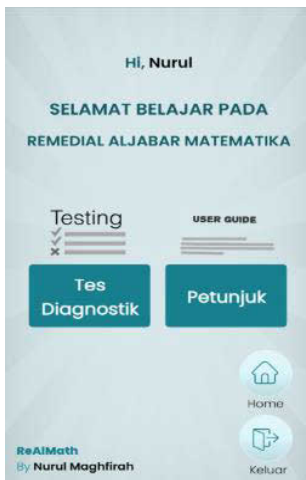 Hi, Nurul
SELAMAT BELAJAR PADA
REMEDIAL ALJABAR MATEMATIKA
Testing
USER GUIDE
Tes
Diagnostik
Petunjuk
Home
Keluar
ReAlMath
By Nurul Maghfirah